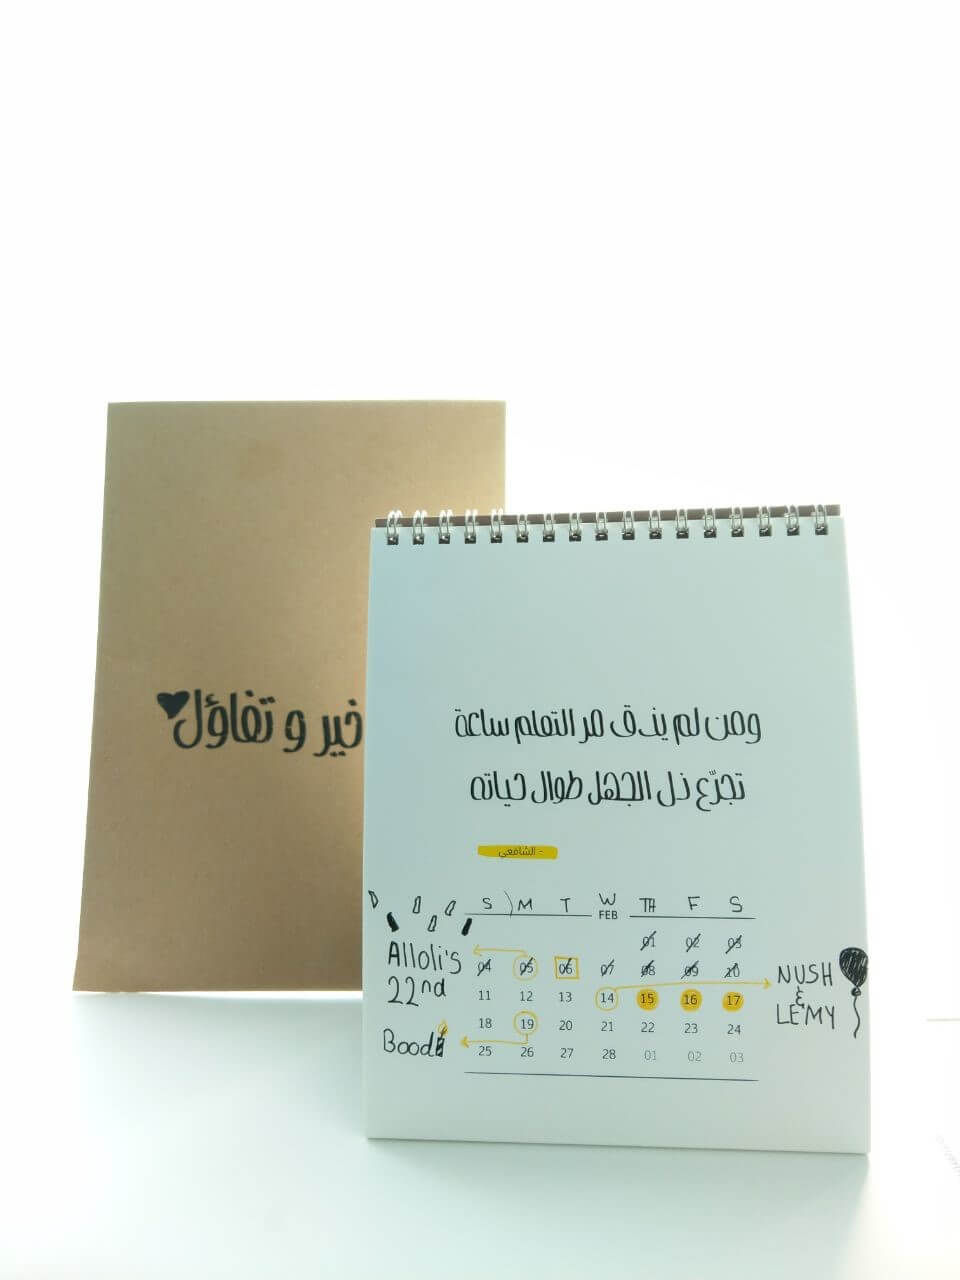 خير و تفاؤل
ومن لم يذق مر التعلم ساعة
تجرّع ذل الجهل طوال حياته
- الشافعي
S M T W TH F S
FEB
01 02 03
04 05 06 07 08 09 10
11 12 13 14 15 16 17
18 19 20 21 22 23 24
25 26 27 28 01 02 03
Alloli's
22nd
Bood
NUSH
&
LEMY